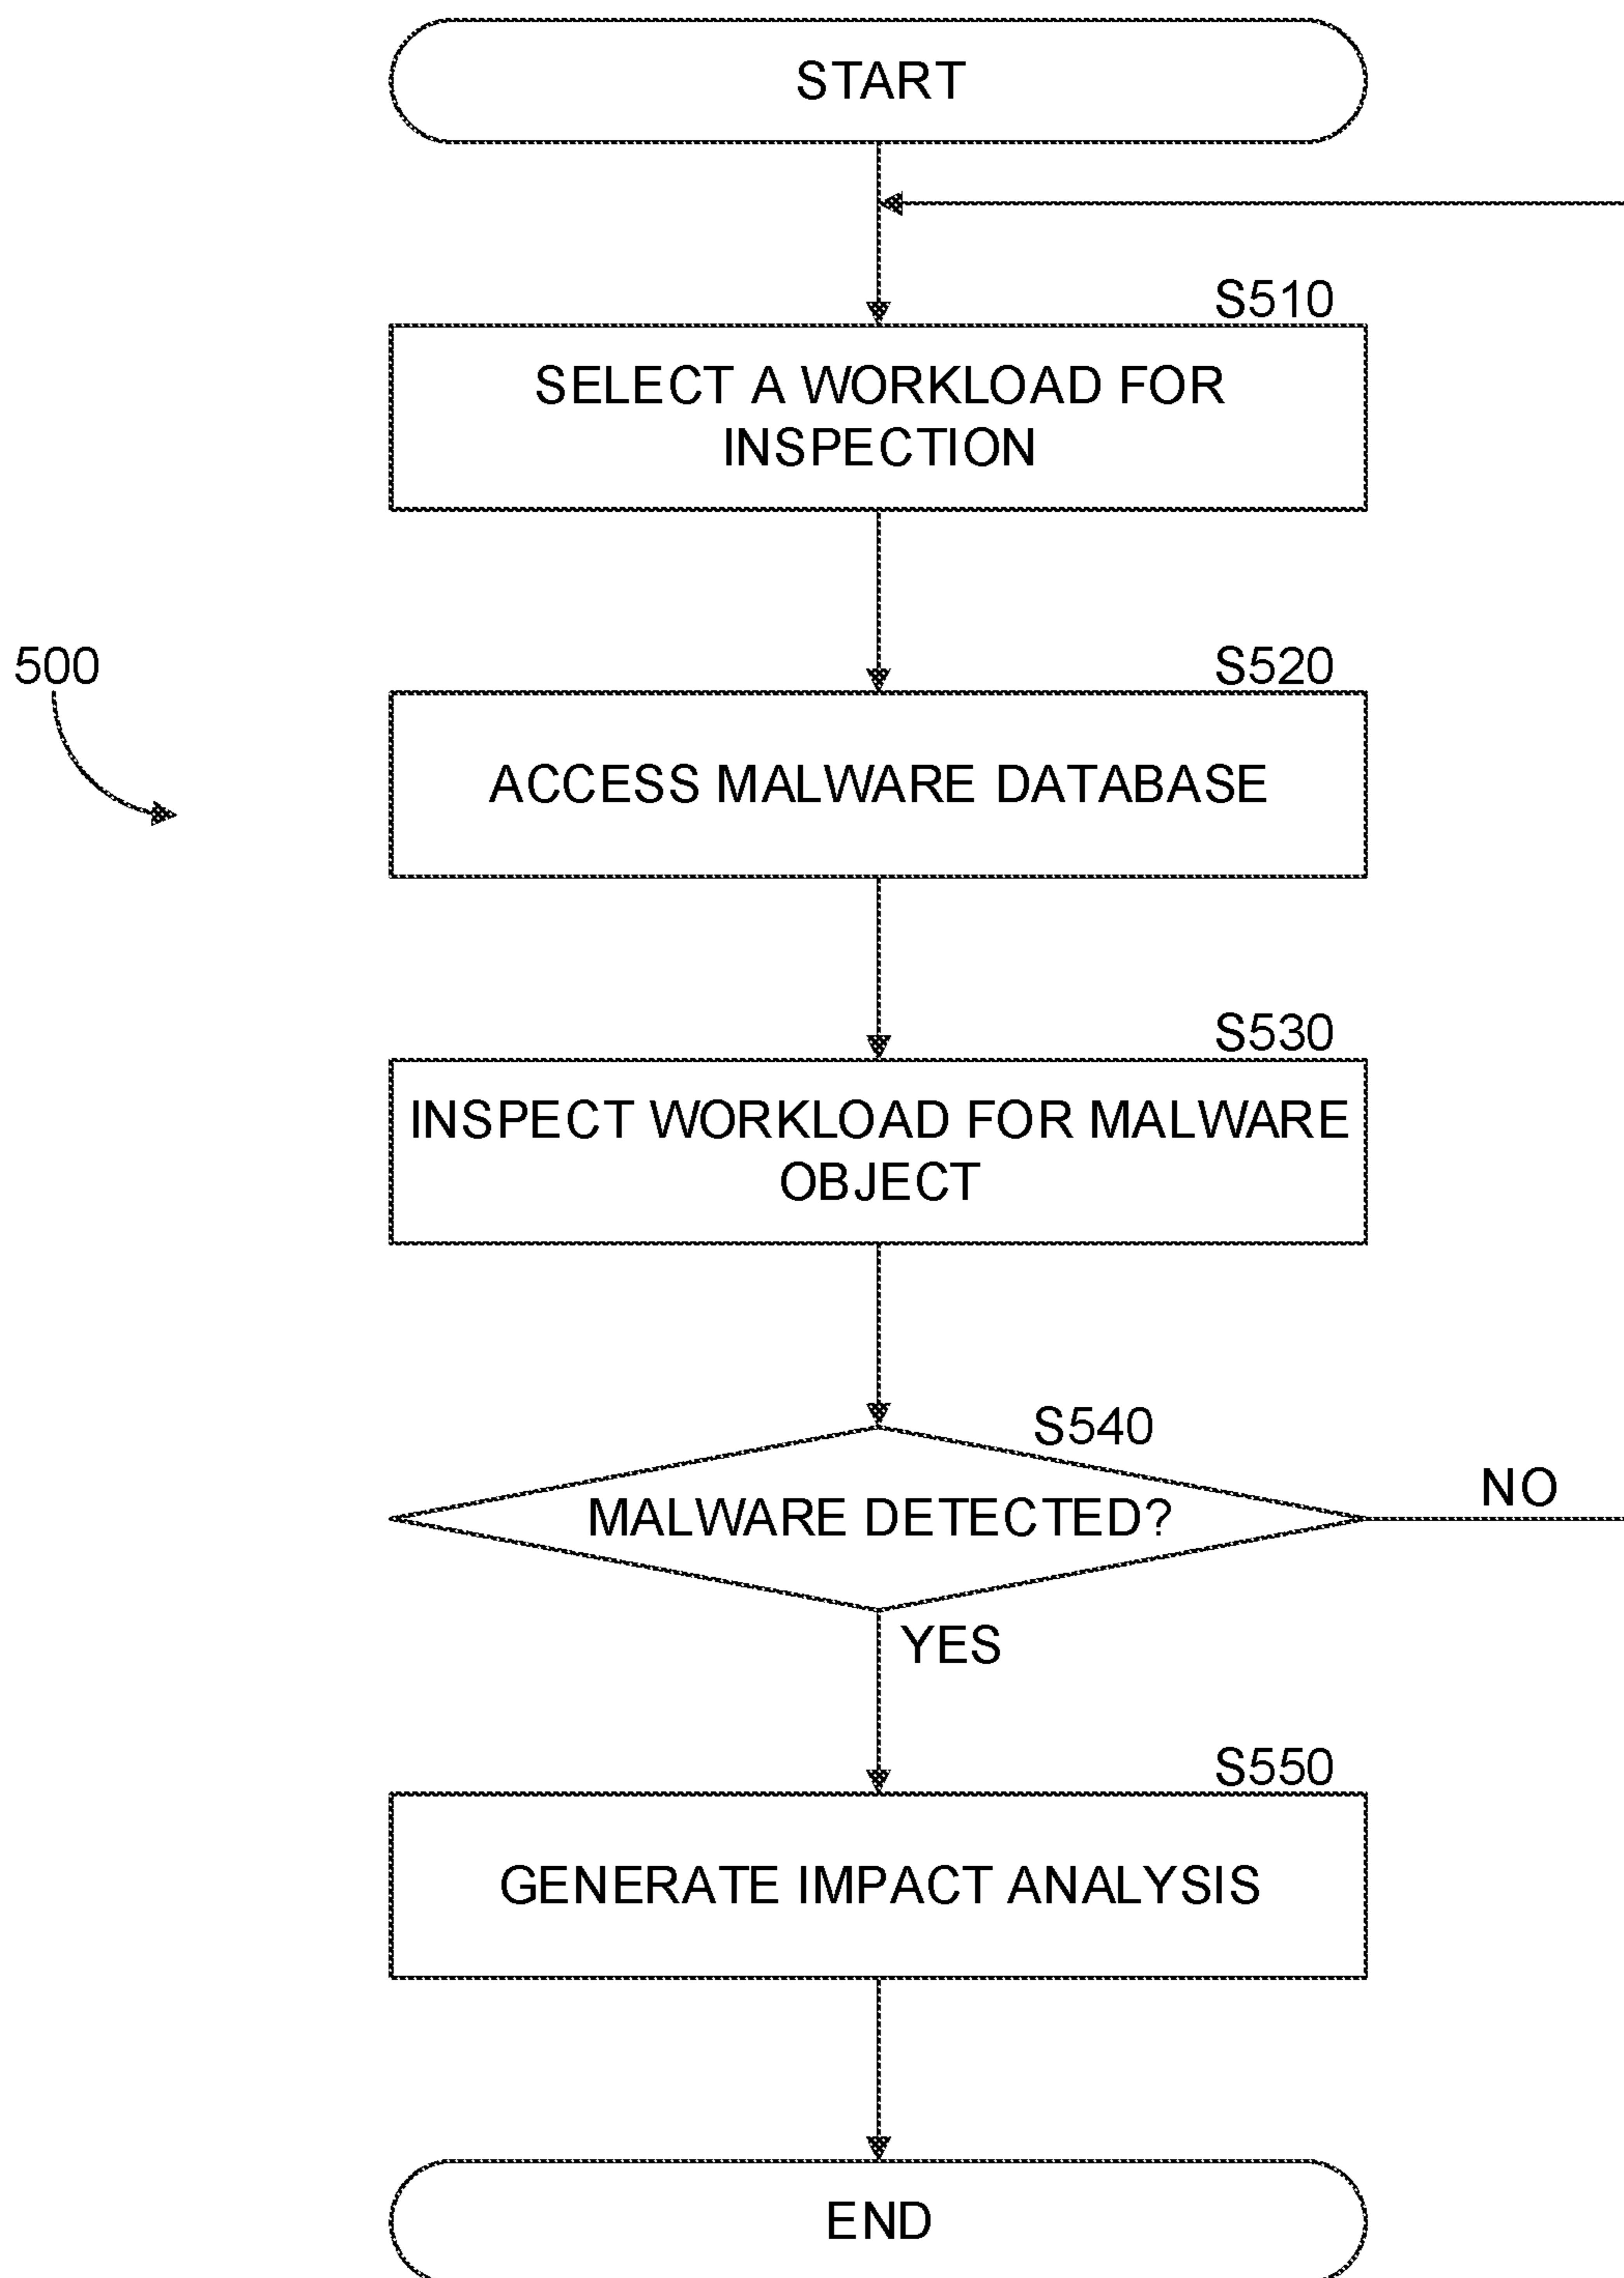 START
S510
SELECT A WORKLOAD FOR
INSPECTION
500
S520
ACCESS MALWARE DATABASE
S530
INSPECT WORKLOAD FOR MALWARE
OBJECT
S540
MALWARE DETECTED?
NO
YES
S550
GENERATE IMPACT ANALYSIS
END